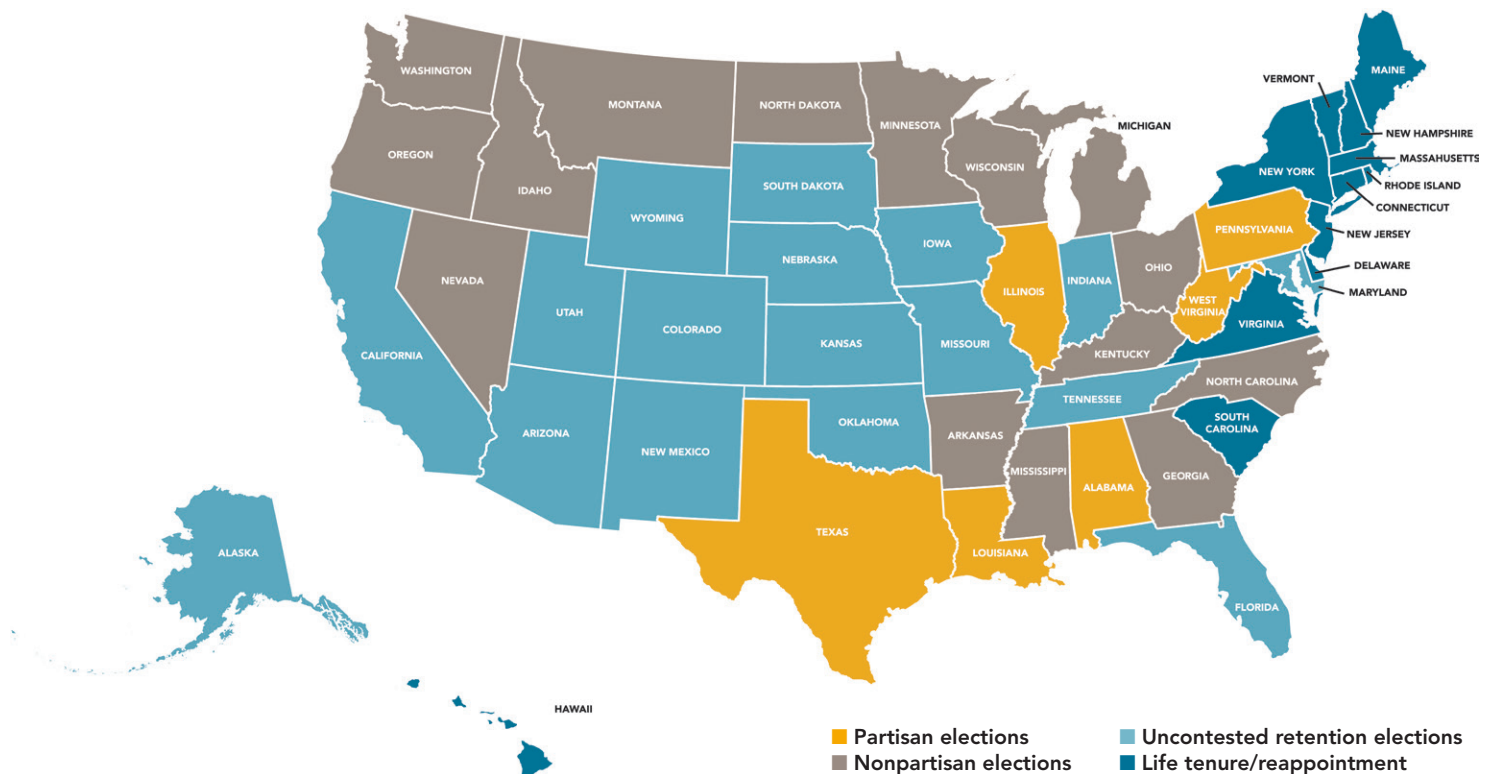 MAINE
VERMONT
WASHINGTON
MONTANA
NORTH DAKOTA
MINNESOTA
MICHIGAN
NEW HAMPSHIRE
OREGON
WISCONSIN
MASSAHUSETTS
IDAHO
SOUTH DAKOTA
NEW YORK
RHODE ISLAND
CONNECTICUT
WYOMING
IOWA
PENNSYLVANIA
NEW JERSEY
NEBRASKA
OHIO
DELAWARE
NEVADA
ILLINOIS
INDIANA
MARYLAND
WEST
VIRGINIA
UTAH
COLORADO
KANSAS
MISSOURI
VIRGINIA
CALIFORNIA
KENTUCKY
NORTH CAROLINA
TENNESSEE
ARIZONA
NEW MEXICO
OKLAHOMA
ARKANSAS
SOUTH
CAROLINA
MISSISSIPPI
ALABAMA
GEORGIA
TEXAS
LOUISIANA
ALASKA
FLORIDA
HAWAII
Partisan elections
Nonpartisan elections
Uncontested retention elections
Life tenure/reappointment